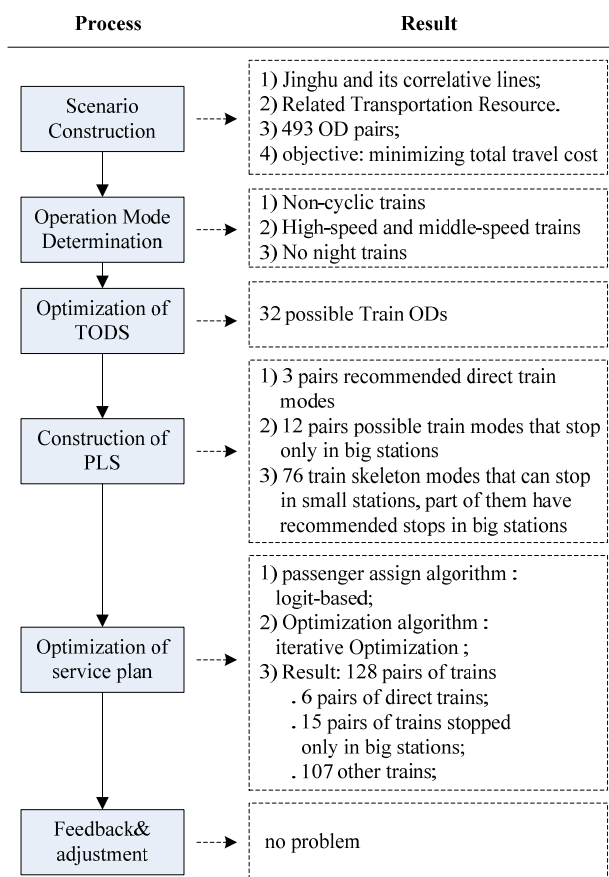 Process
Result
Scenario
Construction
1) Jinghu and its correlative lines;
2) Related Transportation Resource.
3) 493 OD pairs;
4) objective: minimizing total travel cost
Operation Mode
Determination
1) Non-cyclic trains
2) High-speed and middle-speed trains
3) No night trains
Optimization of
TODS
32 possible Train ODs
Construction of
PLS
1) 3 pairs recommended direct train
modes
2) 12 pairs possible train modes that stop
only in big stations
3) 76 train skeleton modes that can stop
in small stations, part of them have
recommended stops in big stations
Optimization of
service plan
1) passenger assign algorithm :
logit-based;
2) Optimization algorithm :
iterative Optimization ;
3) Result: 128 pairs of trains
. 6 pairs of direct trains;
. 15 pairs of trains stopped
only in big stations;
. 107 other trains;
Feedback&
adjustment
no problem